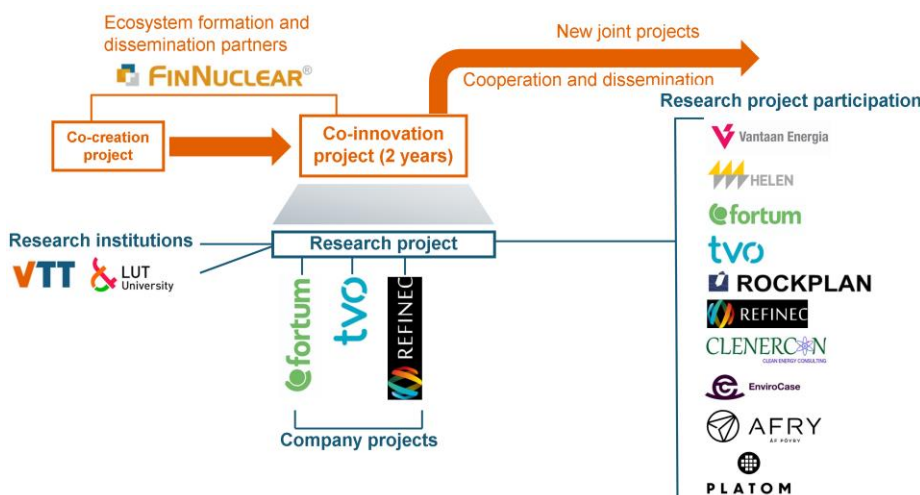 Ecosystem formation and
dissemination partners
FINNUCLEAR®
New joint projects
Cooperation and dissemination
Co-creation
project
Co-innovation
project (2 years)
Research project participation
Vantaan Energia
HELEN
fortum
tvo
ROCKPLAN
REFINEC
CLENERCON
CLEAN ENERGY CONSULTING
EnviroCase
AFRY
ÅF PÖYRY
PLATOM
Research institutions
VTT
LUT
University
Research project
fortum
tvo
REFINEC
Company projects